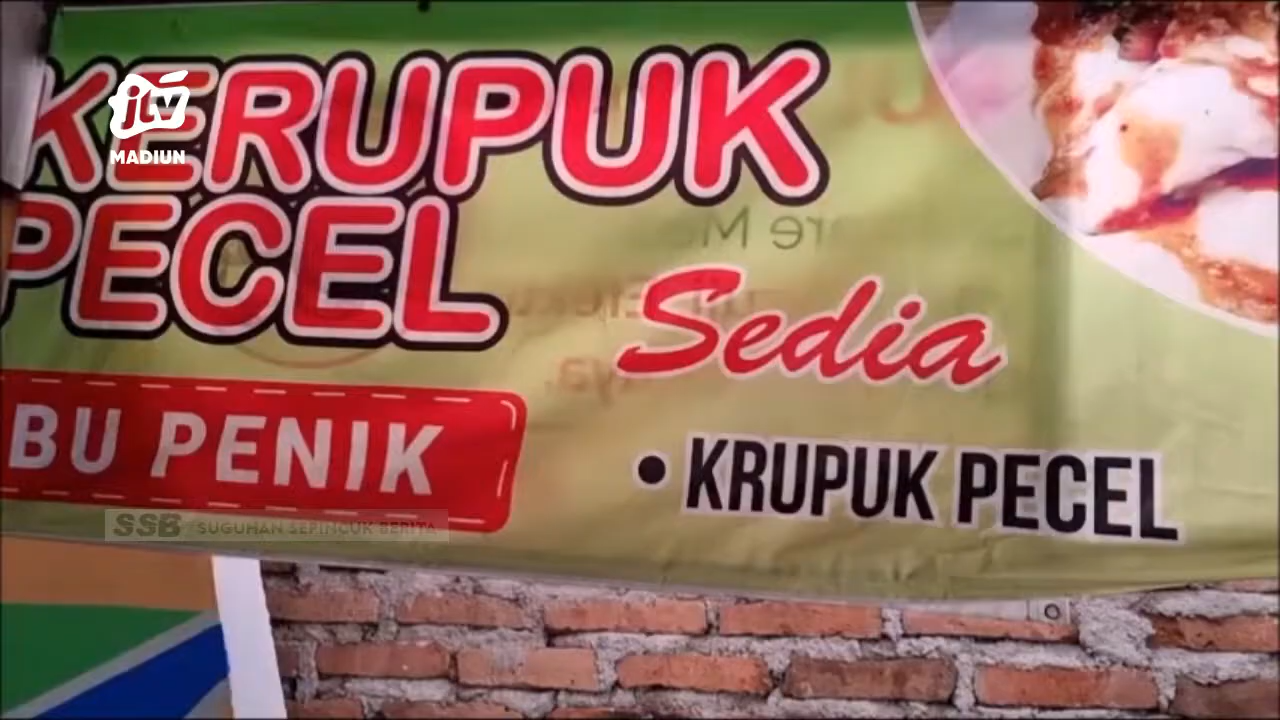 jtv
MADIUN
KERUPUK
PECEL
BU PENIK
Sedia
• KRUPUK PECEL
SSB / SUGUHAN SEPINCUK BERITA